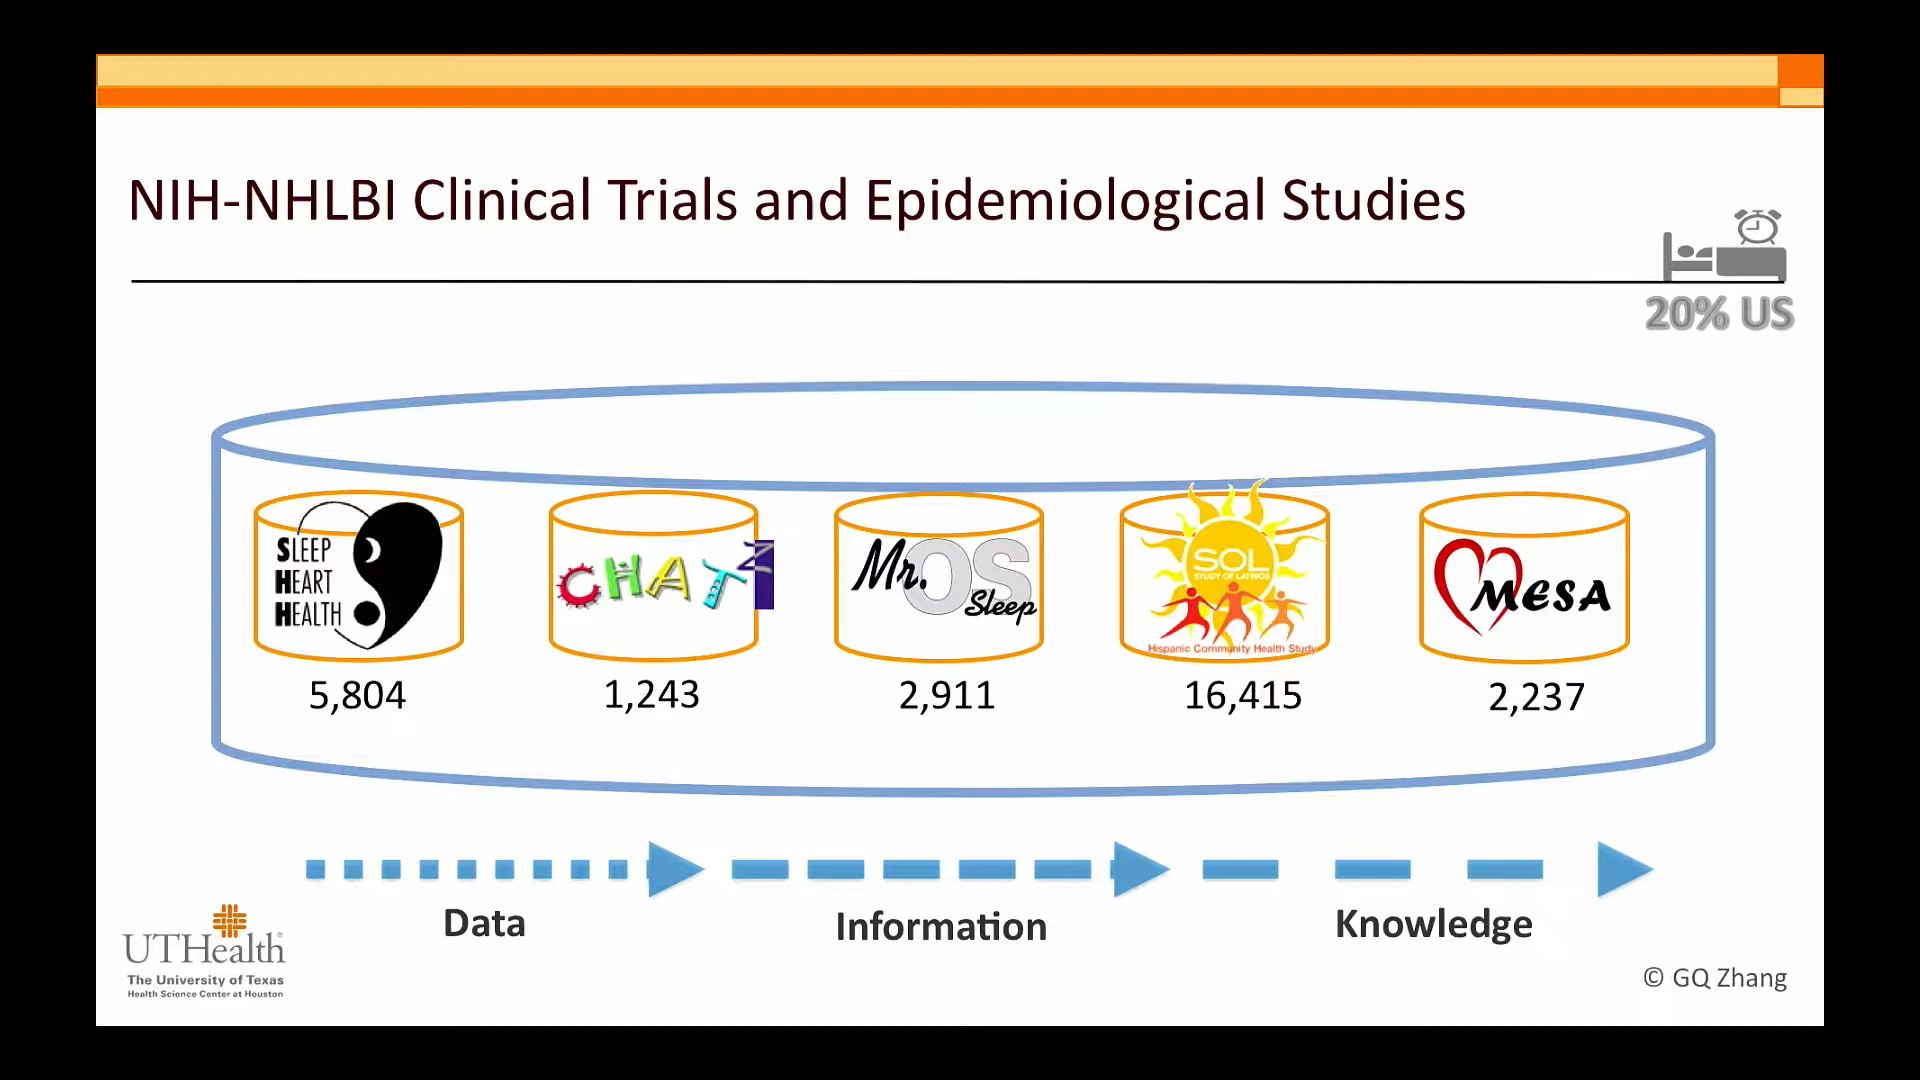 NIH-NHLBI Clinical Trials and Epidemiological Studies
20% US
SLEEP
HEART
HEALTH
CHAT
Z
Mr. OS
Sleep
SOL
STUDY OF LATINOS
Hispanic Community Health Study
MESA
5,804
1,243
2,911
16,415
2,237
Data
Information
Knowledge
UTHealth®
The University of Texas
Health Science Center at Houston
© GQ Zhang